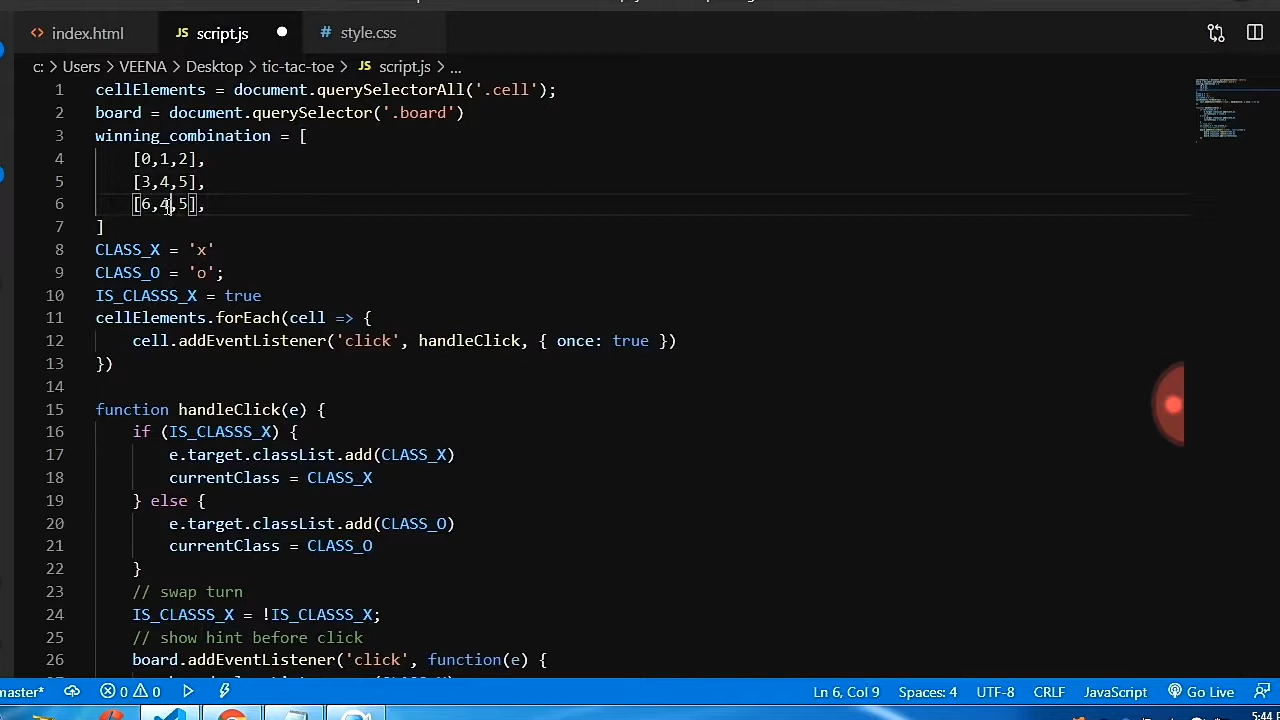 index.html
JS script.js
# style.css
c: > Users > VEENA > Desktop > tic-tac-toe > JS script.js > ...
1 cellElements = document.querySelectorAll('.cell');
2 board = document.querySelector('.board')
3 winning_combination = [
4 [0,1,2],
5 [3,4,5],
6 [6,4,5],
7 ]
8 CLASS_X = 'x'
9 CLASS_O = 'o';
10 IS_CLASSS_X = true
11 cellElements.forEach(cell => {
12 cell.addEventListener('click', handleClick, { once: true })
13 })
14
15 function handleClick(e) {
16 if (IS_CLASSS_X) {
17 e.target.classList.add(CLASS_X)
18 currentClass = CLASS_X
19 } else {
20 e.target.classList.add(CLASS_O)
21 currentClass = CLASS_O
22 }
23 // swap turn
24 IS_CLASSS_X = !IS_CLASSS_X;
25 // show hint before click
26 board.addEventListener('click', function(e) {
master* 0 0 Ln 6, Col 9 Spaces: 4 UTF-8 CRLF JavaScript Go Live
5:44